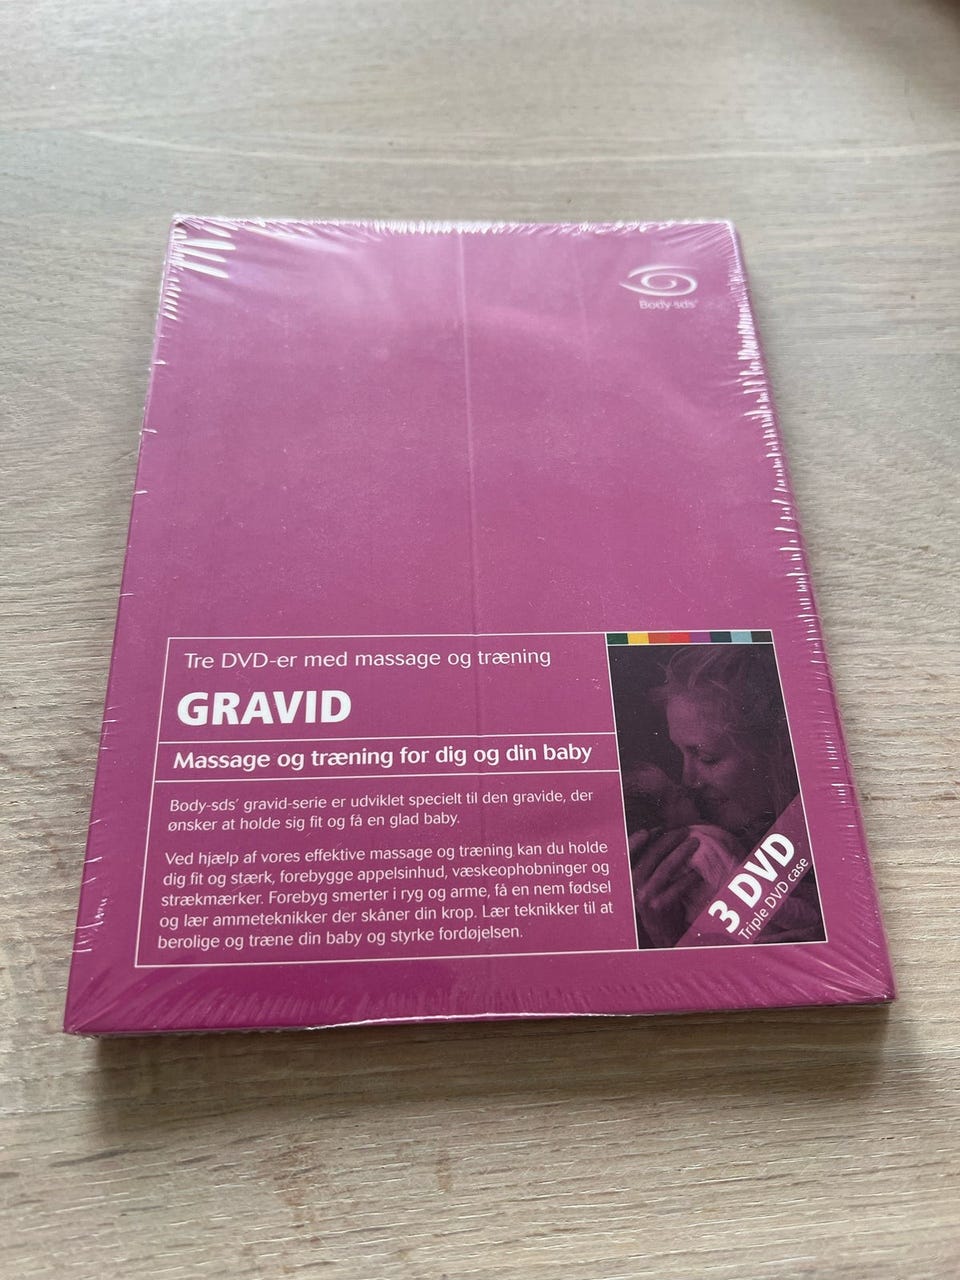 Body-sds®
Tre DVD-er med massage og træning
GRAVID
Massage og træning for dig og din baby
Body-sds' gravid-serie er udviklet specielt til den gravide, der
ønsker at holde sig fit og få en glad baby.
Ved hjælp af vores effektive massage og træning kan du holde
dig fit og stærk, forebygge appelsinhud, væskeophobninger og
strækmærker. Forebyg smerter i ryg og arme, få en nem fødsel
og lær ammeteknikker der skåner din krop. Lær teknikker til at
berolige og træne din baby og styrke fordøjelsen.
3 DVD
Triple DVD case